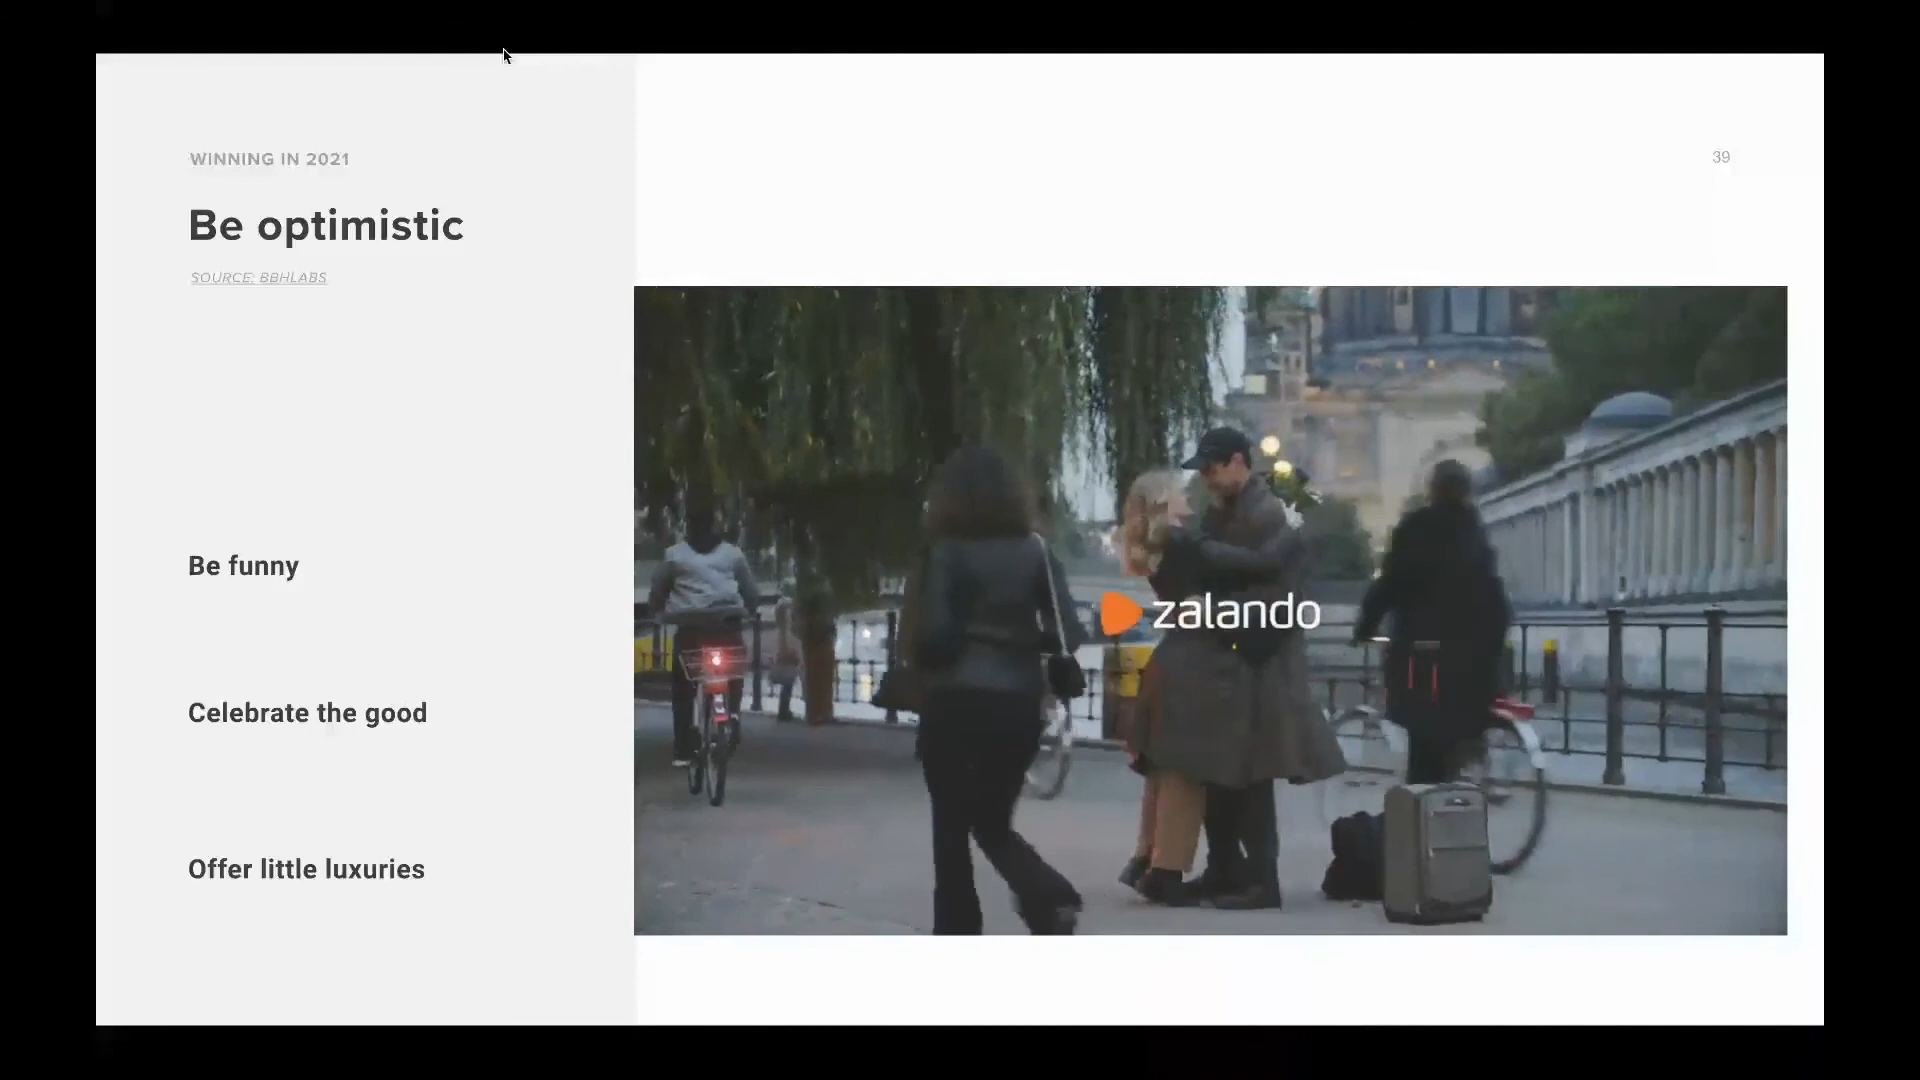 WINNING IN 2021
39
Be optimistic
SOURCE: BBHLABS
Be funny
zalando
Celebrate the good
Offer little luxuries